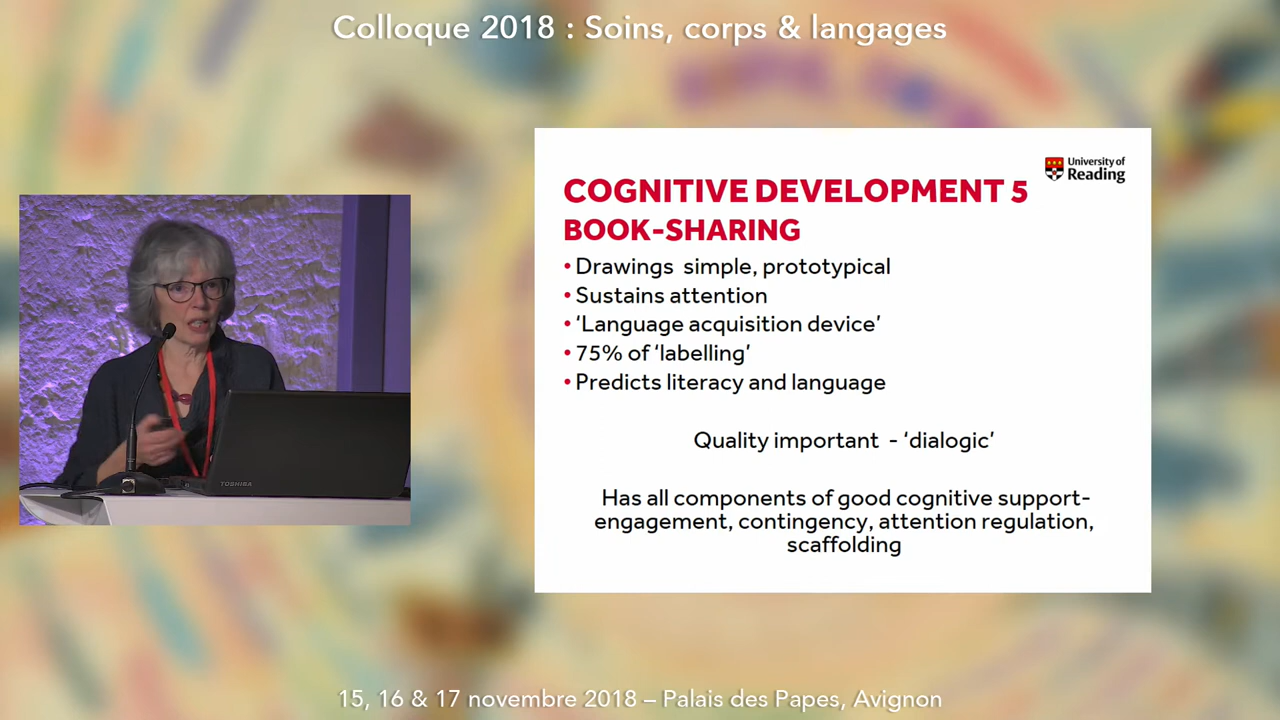 Colloque 2018 : Soins, corps & langages
University of
Reading
COGNITIVE DEVELOPMENT 5
BOOK-SHARING
• Drawings simple, prototypical
• Sustains attention
• ‘Language acquisition device’
• 75% of ‘labelling’
• Predicts literacy and language
Quality important - ‘dialogic’
Has all components of good cognitive support-
engagement, contingency, attention regulation,
scaffolding
TOSHIBA
15, 16 & 17 novembre 2018 – Palais des Papes, Avignon